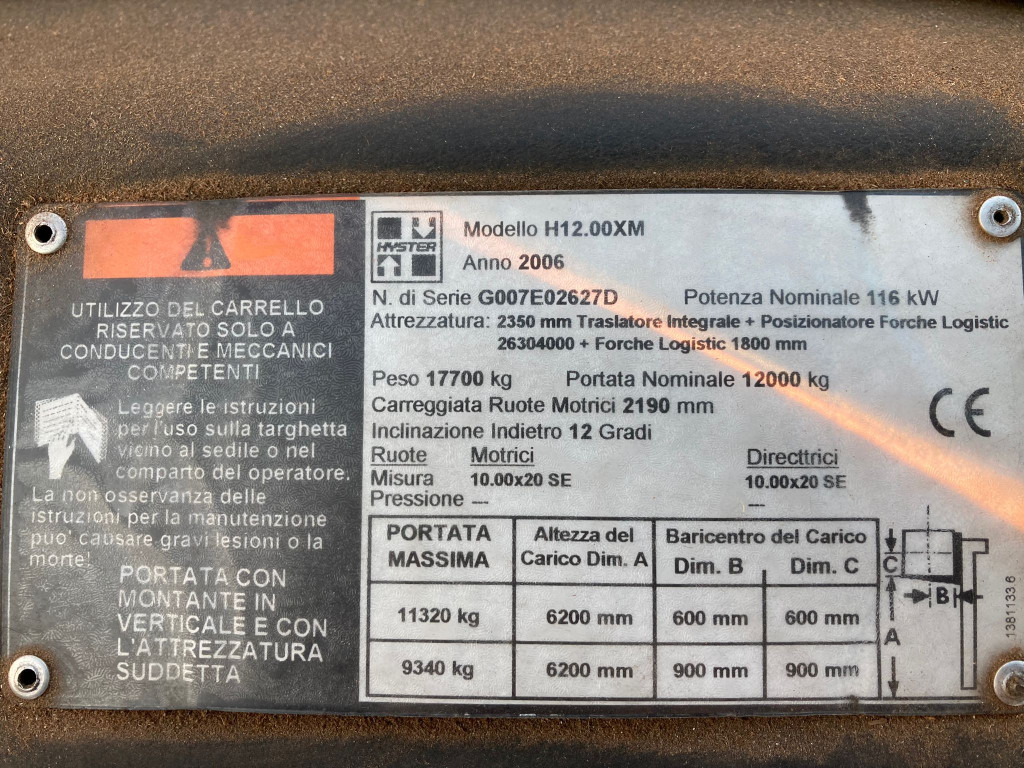 UTILIZZO DEL CARRELLO
RISERVATO SOLO A
CONDUCENTI E MECCANICI
COMPETENTI
Leggere le istruzioni
per l'uso sulla targhetta
vicino al sedile o nel
comparto del operatore.
La non osservanza delle
istruzioni per la manutenzione
puo' causare gravi lesioni o la
morte!
PORTATA CON
MONTANTE IN
VERTICALE E CON
L'ATTREZZATURA
SUDDETTA
HYSTER
Modello H12.00XM
Anno 2006
N. di Serie G007E02627D Potenza Nominale 116 kW
Attrezzatura: 2350 mm Traslatore Integrale + Posizionatore Forche Logistic
26304000 + Forche Logistic 1800 mm
Peso 17700 kg Portata Nominale 12000 kg
Carreggiata Ruote Motrici 2190 mm
Inclinazione Indietro 12 Gradi
CE
Ruote Motrici Directtrici
Misura 10.00x20 SE 10.00x20 SE
Pressione --- ---
PORTATA MASSIMA Altezza del Carico Dim. A Baricentro del Carico
Dim. B Dim. C
11320 kg 6200 mm 600 mm 600 mm
9340 kg 6200 mm 900 mm 900 mm
C
B
A
1381133.6